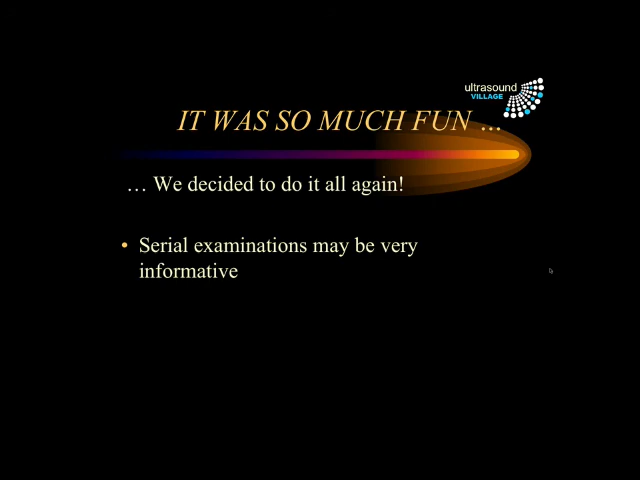 ultrasound
VILLAGE
IT WAS SO MUCH FUN ...
... We decided to do it all again!
• Serial examinations may be very
informative